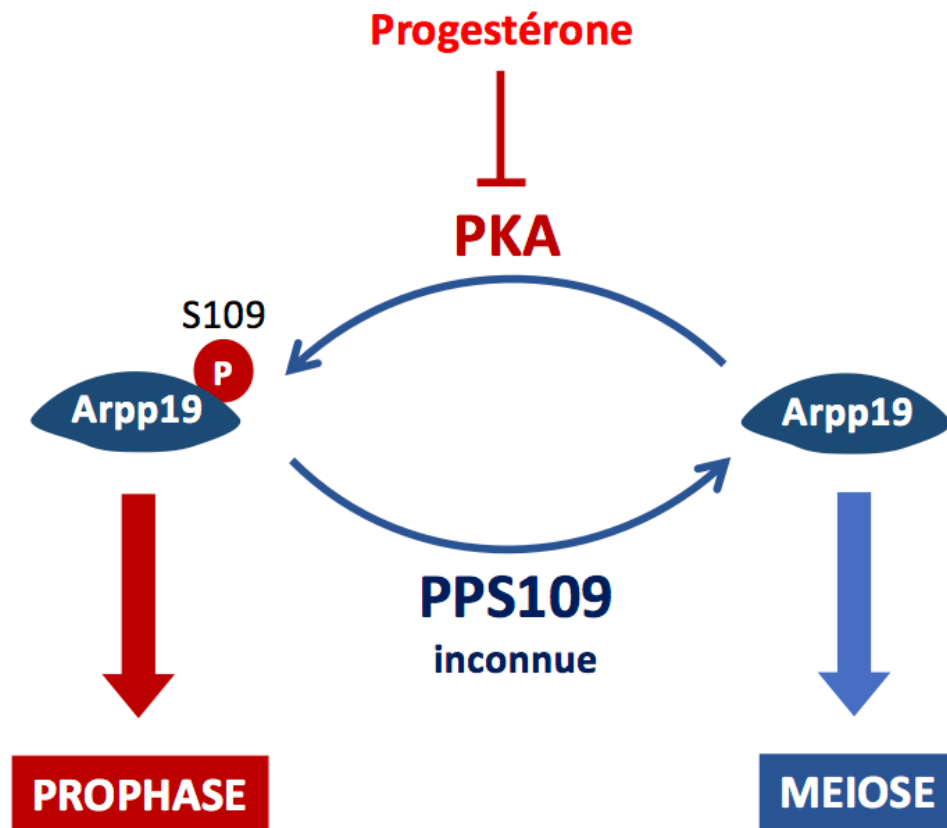 Progestérone
PKA
S109
P
Arpp19
Arpp19
PPS109
inconnue
PROPHASE
MEIOSE